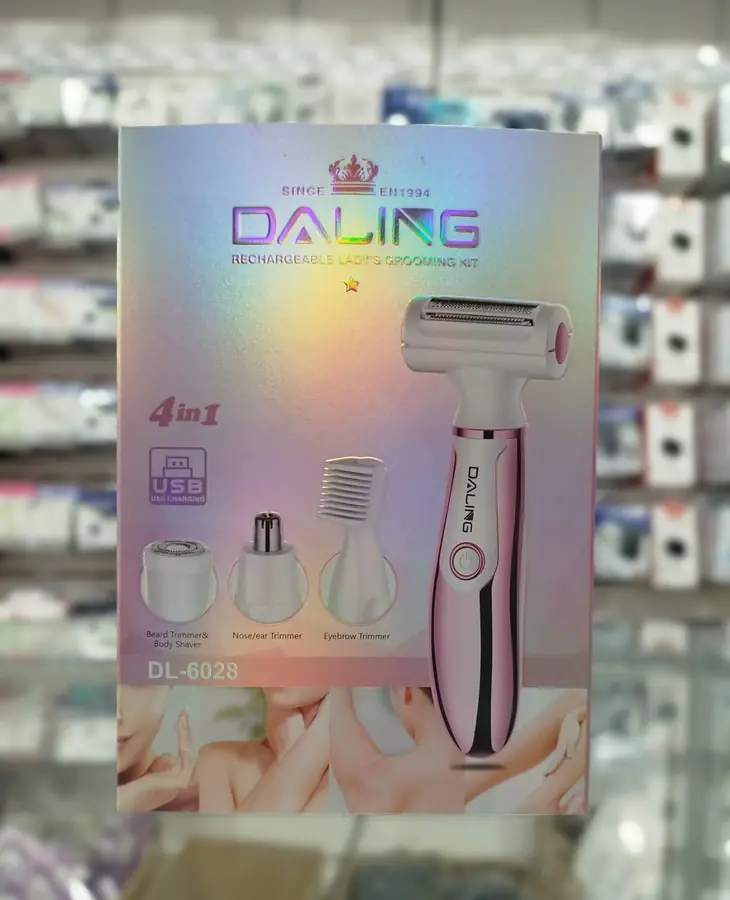 SINCE EN1994
DALING
RECHARGEABLE LADY'S GROOMING KIT
4in1
USB
USB CHARGING
DALING
Beard Trimmer&
Body Shaver
Nose/ear Trimmer
Eyebrow Trimmer
DL-6028